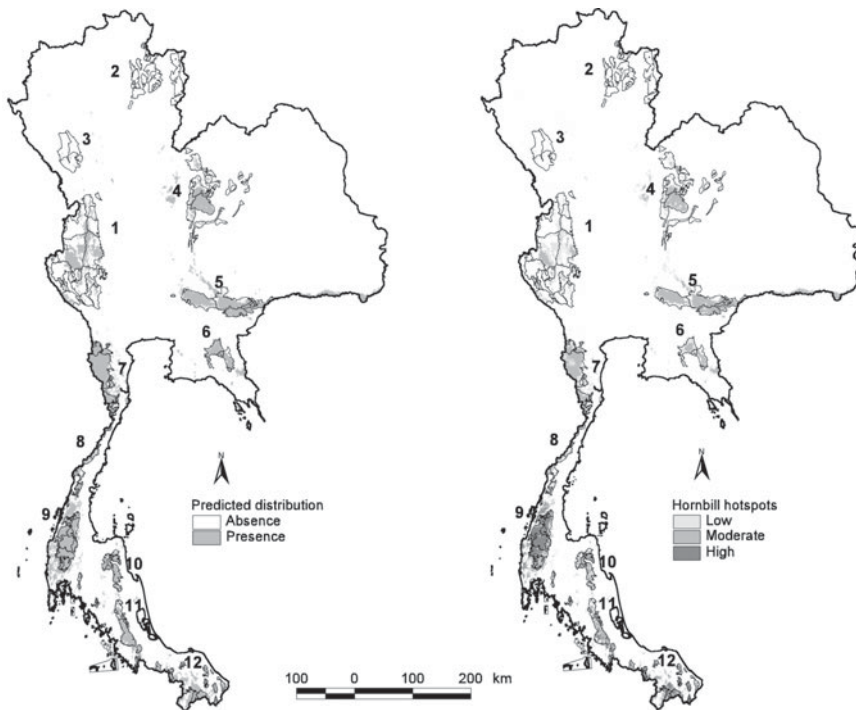 2
3
4
1
5
6
7
8
9
10
11
12
N
Predicted distribution
Absence
Presence
100 0 100 200 km
2
3
4
1
5
6
7
8
9
10
11
12
N
Hornbill hotspots
Low
Moderate
High